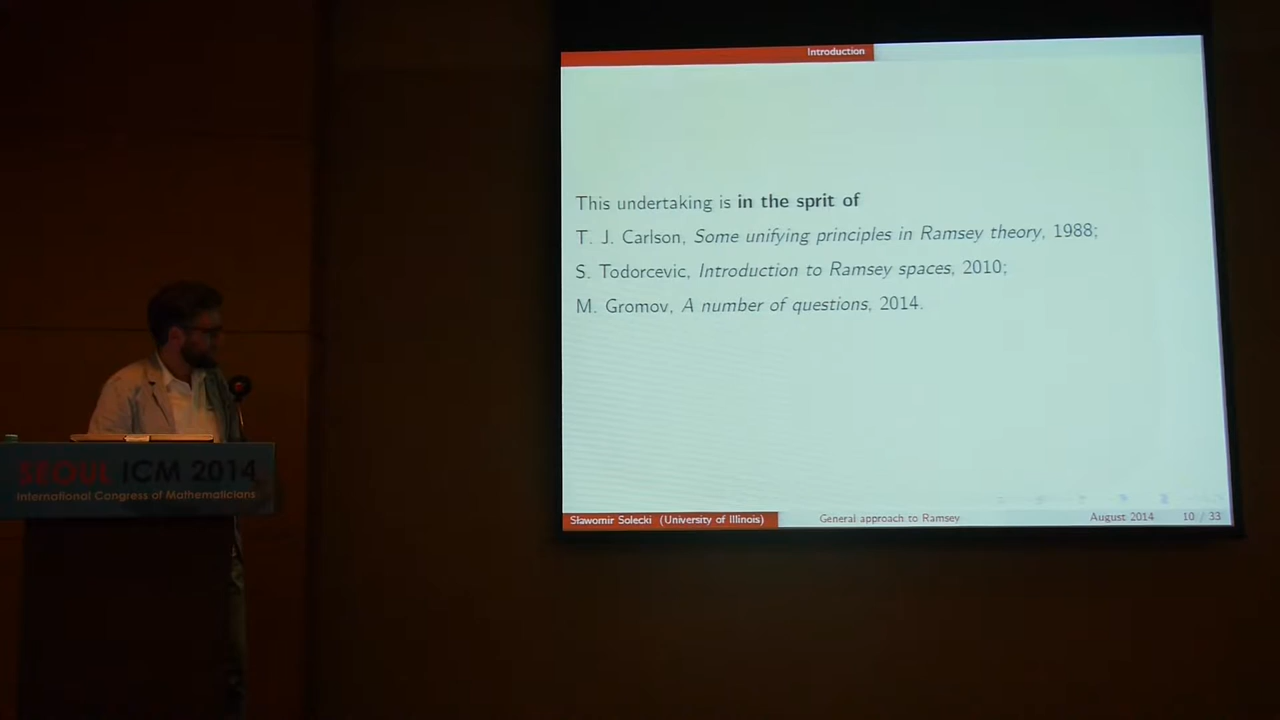 Introduction
This undertaking is in the sprit of
T. J. Carlson, Some unifying principles in Ramsey theory, 1988;
S. Todorcevic, Introduction to Ramsey spaces, 2010;
M. Gromov, A number of questions, 2014.
Sławomir Solecki (University of Illinois) General approach to Ramsey August 2014 10 / 33
SEOUL ICM 2014
International Congress of Mathematicians